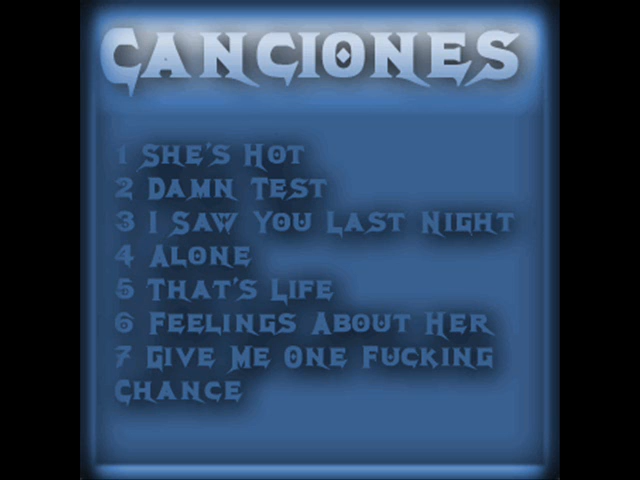 Canciones
1 She's Hot
2 Damn Test
3 I Saw You Last Night
4 Alone
5 That's Life
6 Feelings About Her
7 Give Me One Fucking
Chance